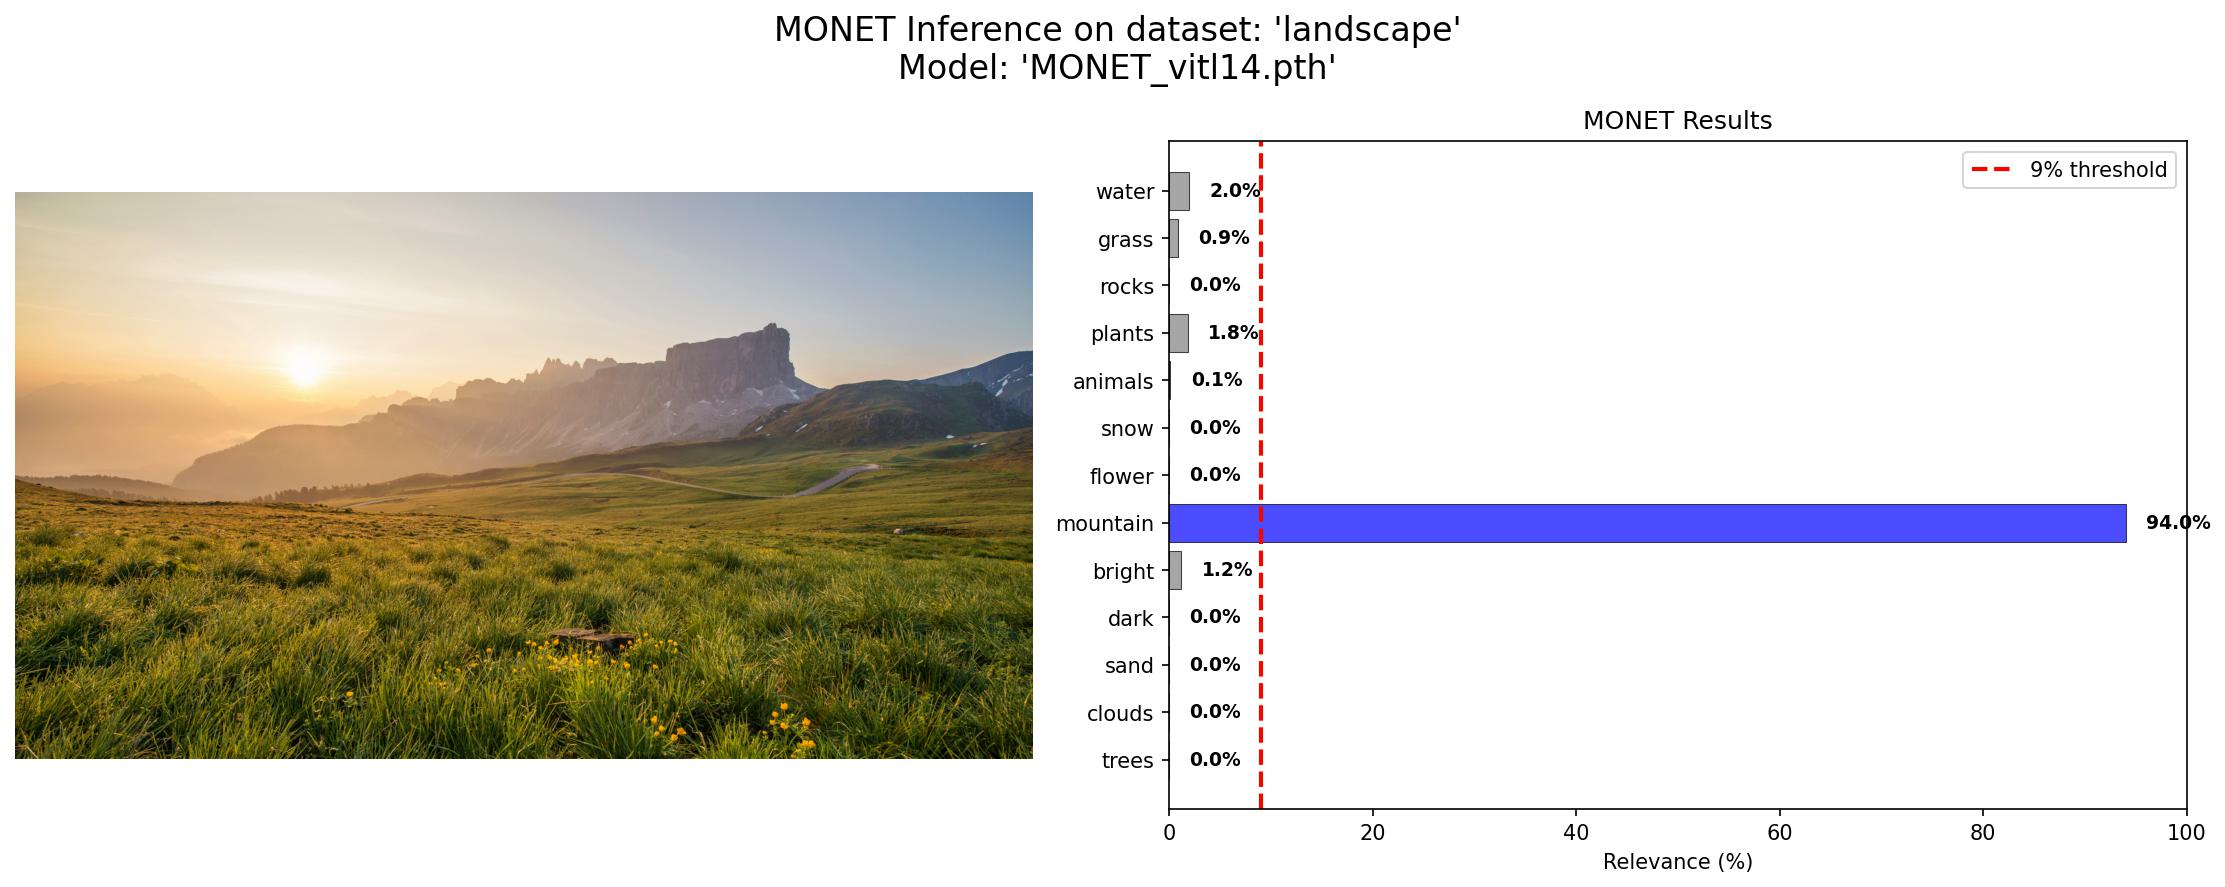 MONET Inference on dataset: 'landscape'
Model: 'MONET_vitl14.pth'
MONET Results
9% threshold
water 2.0%
grass 0.9%
rocks 0.0%
plants 1.8%
animals 0.1%
snow 0.0%
flower 0.0%
mountain 94.0%
bright 1.2%
dark 0.0%
sand 0.0%
clouds 0.0%
trees 0.0%
0 20 40 60 80 100
Relevance (%)